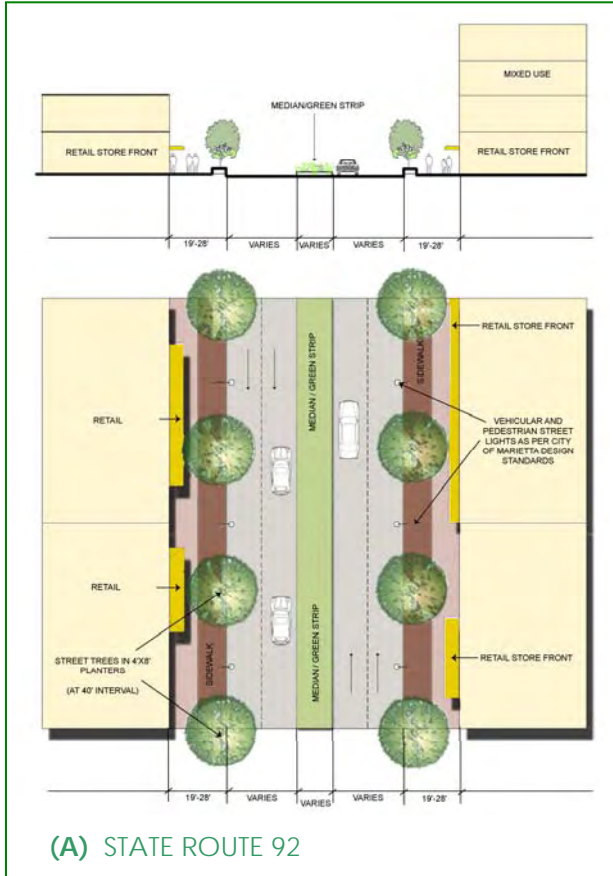 MIXED USE
MEDIAN/GREEN STRIP
RETAIL STORE FRONT
RETAIL STORE FRONT
19'-28'
VARIES
VARIES
VARIES
19'-28'
RETAIL STORE FRONT
SIDEWALK
MEDIAN / GREEN STRIP
RETAIL
VEHICULAR AND
PEDESTRIAN STREET
LIGHTS AS PER CITY
OF MARIETTA DESIGN
STANDARDS
RETAIL
STREET TREES IN 4'X8'
PLANTERS
(AT 40' INTERVAL)
SIDEWALK
MEDIAN / GREEN STRIP
RETAIL STORE FRONT
19'-28'
VARIES
VARIES
VARIES
19'-28'
(A) STATE ROUTE 92